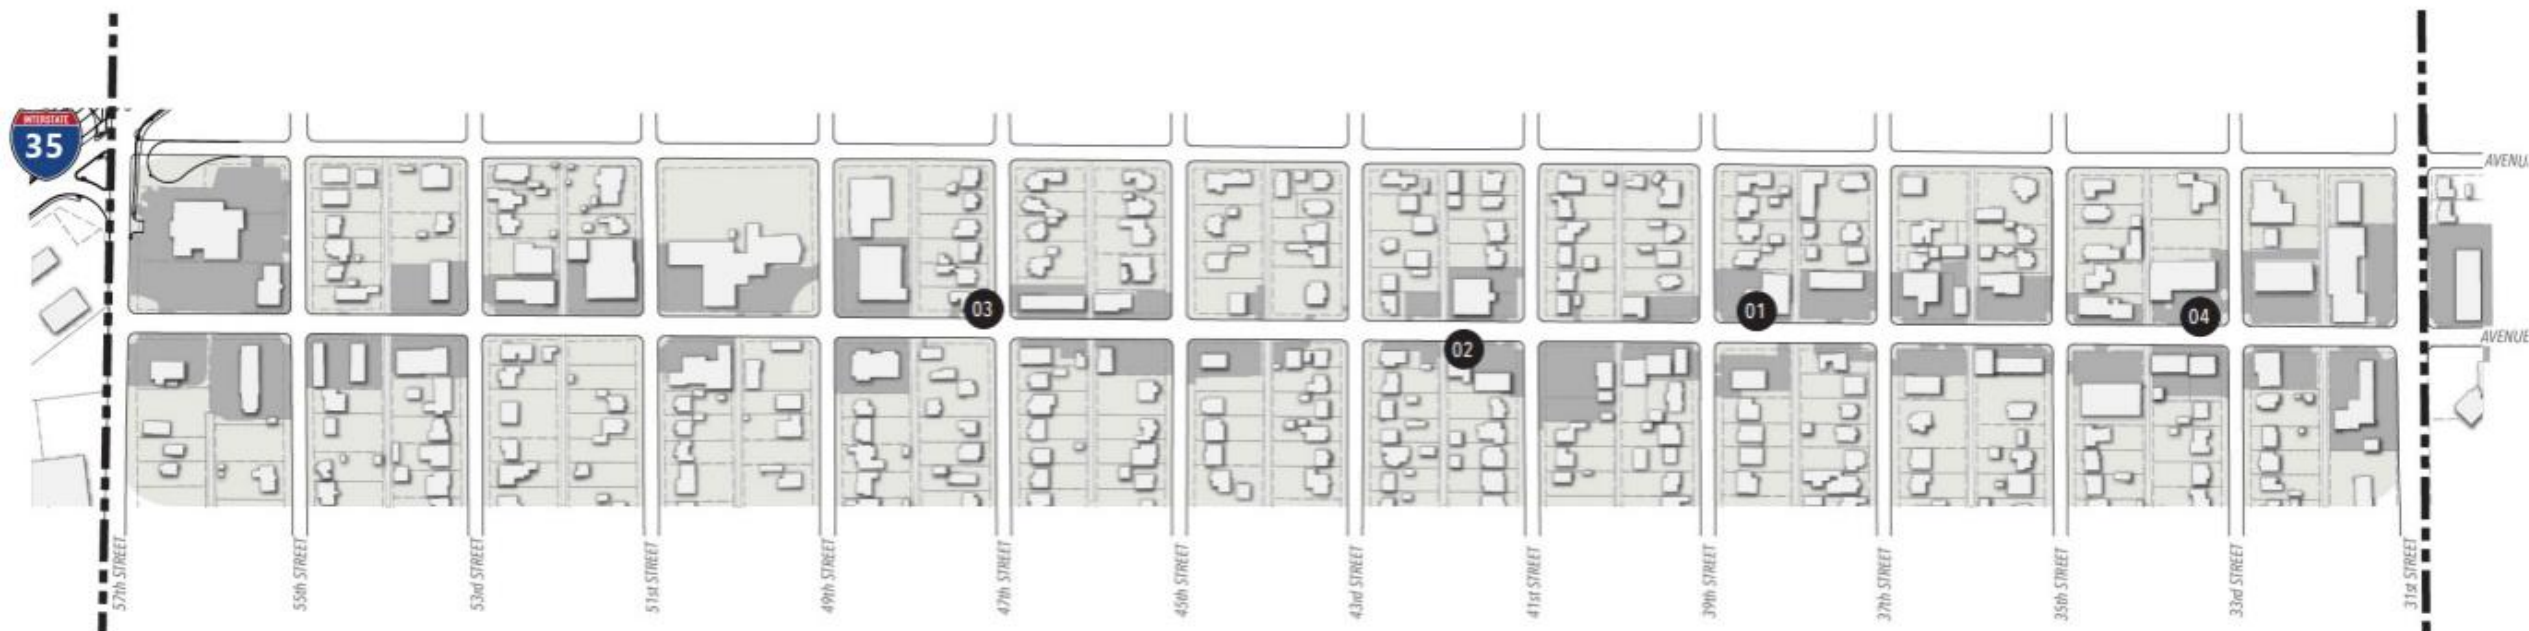 INTERSTATE
35
AVENU
03
01
04
02
AVENUE
57th STREET
55th STREET
53rd STREET
51st STREET
49th STREET
47th STREET
45th STREET
43rd STREET
41st STREET
39th STREET
37th STREET
35th STREET
33rd STREET
31st STREET